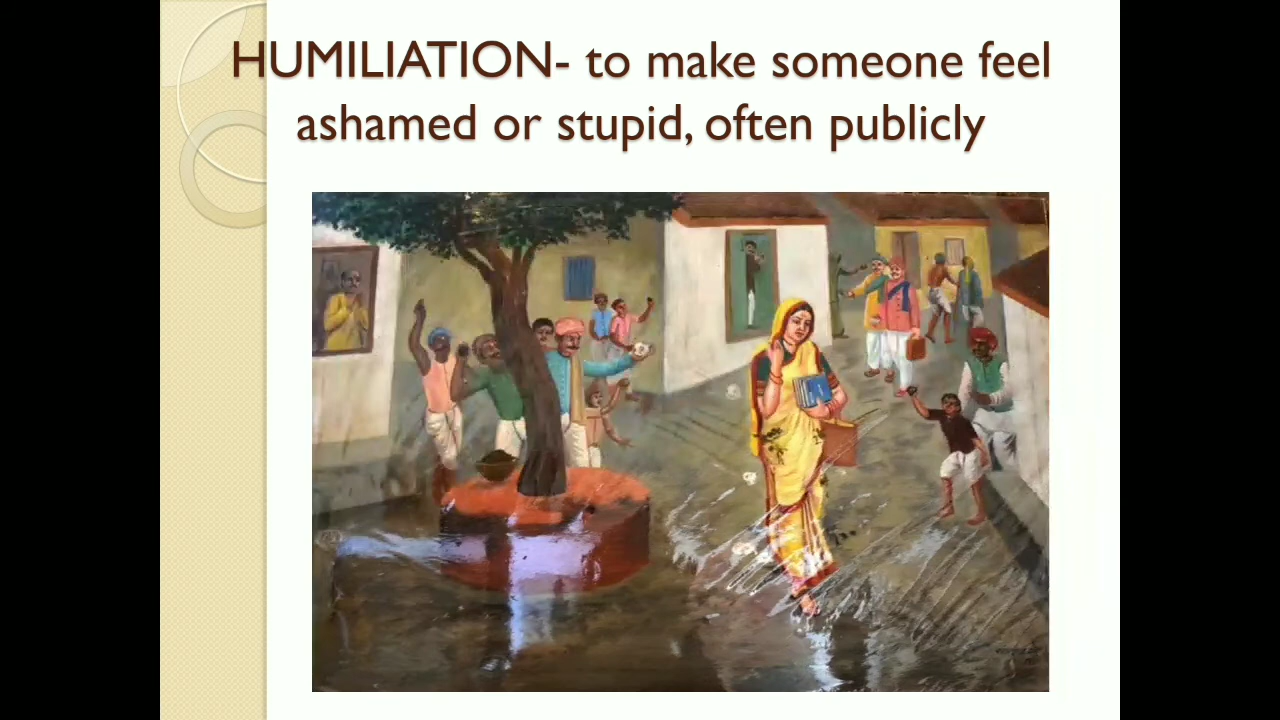 HUMILIATION- to make someone feel
ashamed or stupid, often publicly